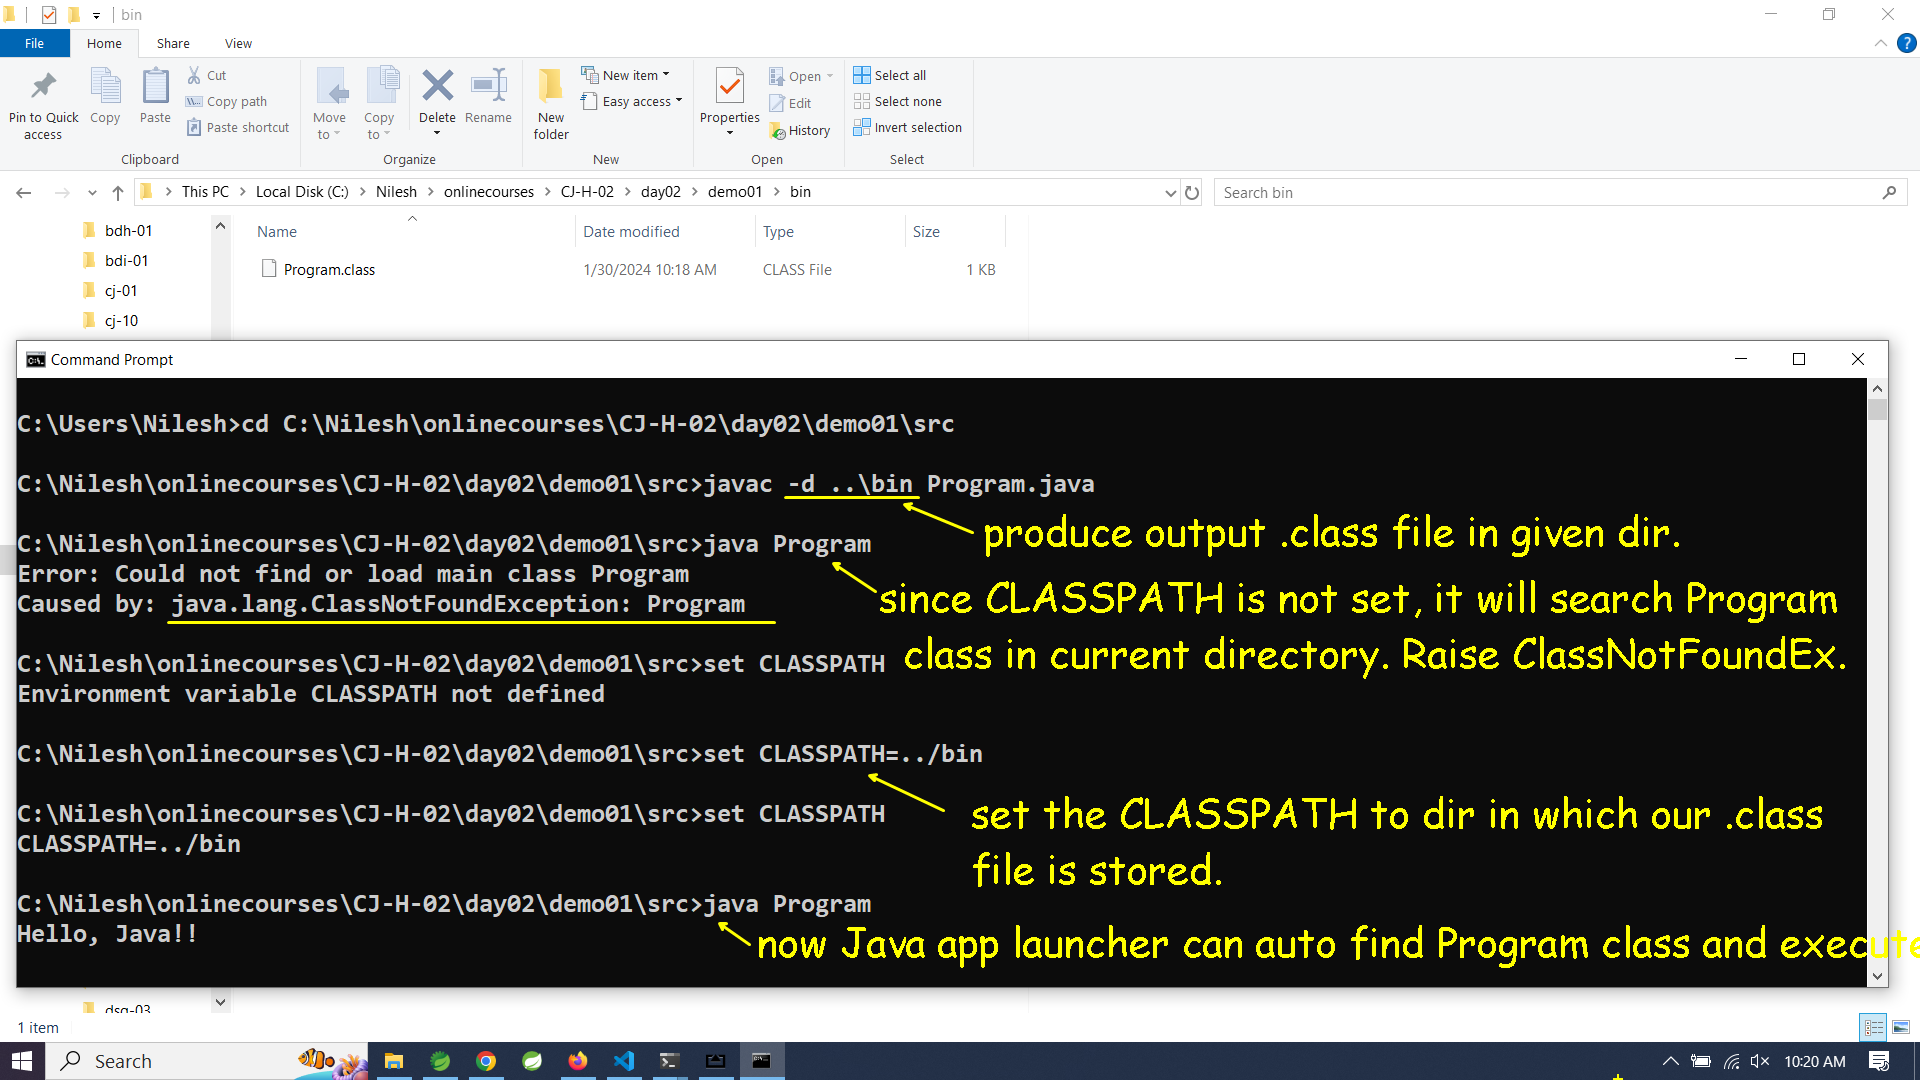 bin
File Home Share View
Pin to Quick access
Copy
Paste
Cut
Copy path
Paste shortcut
Clipboard
Move to
Copy to
Delete
Rename
Organize
New folder
New item
Easy access
New
Properties
Open
Edit
History
Open
Select all
Select none
Invert selection
Select
This PC > Local Disk (C:) > Nilesh > onlinecourses > CJ-H-02 > day02 > demo01 > bin
Search bin
bdh-01
bdi-01
cj-01
cj-10
Name Date modified Type Size
Program.class 1/30/2024 10:18 AM CLASS File 1 KB
Command Prompt
C:\Users\Nilesh>cd C:\Nilesh\onlinecourses\CJ-H-02\day02\demo01\src
C:\Nilesh\onlinecourses\CJ-H-02\day02\demo01\src>javac -d ..\bin Program.java
produce output .class file in given dir.
C:\Nilesh\onlinecourses\CJ-H-02\day02\demo01\src>java Program
Error: Could not find or load main class Program
Caused by: java.lang.ClassNotFoundException: Program
since CLASSPATH is not set, it will search Program
class in current directory. Raise ClassNotFoundEx.
C:\Nilesh\onlinecourses\CJ-H-02\day02\demo01\src>set CLASSPATH
Environment variable CLASSPATH not defined
C:\Nilesh\onlinecourses\CJ-H-02\day02\demo01\src>set CLASSPATH=../bin
set the CLASSPATH to dir in which our .class
file is stored.
C:\Nilesh\onlinecourses\CJ-H-02\day02\demo01\src>set CLASSPATH
CLASSPATH=../bin
C:\Nilesh\onlinecourses\CJ-H-02\day02\demo01\src>java Program
Hello, Java!!
now Java app launcher can auto find Program class and execute
dsa-03
1 item
Search
10:20 AM